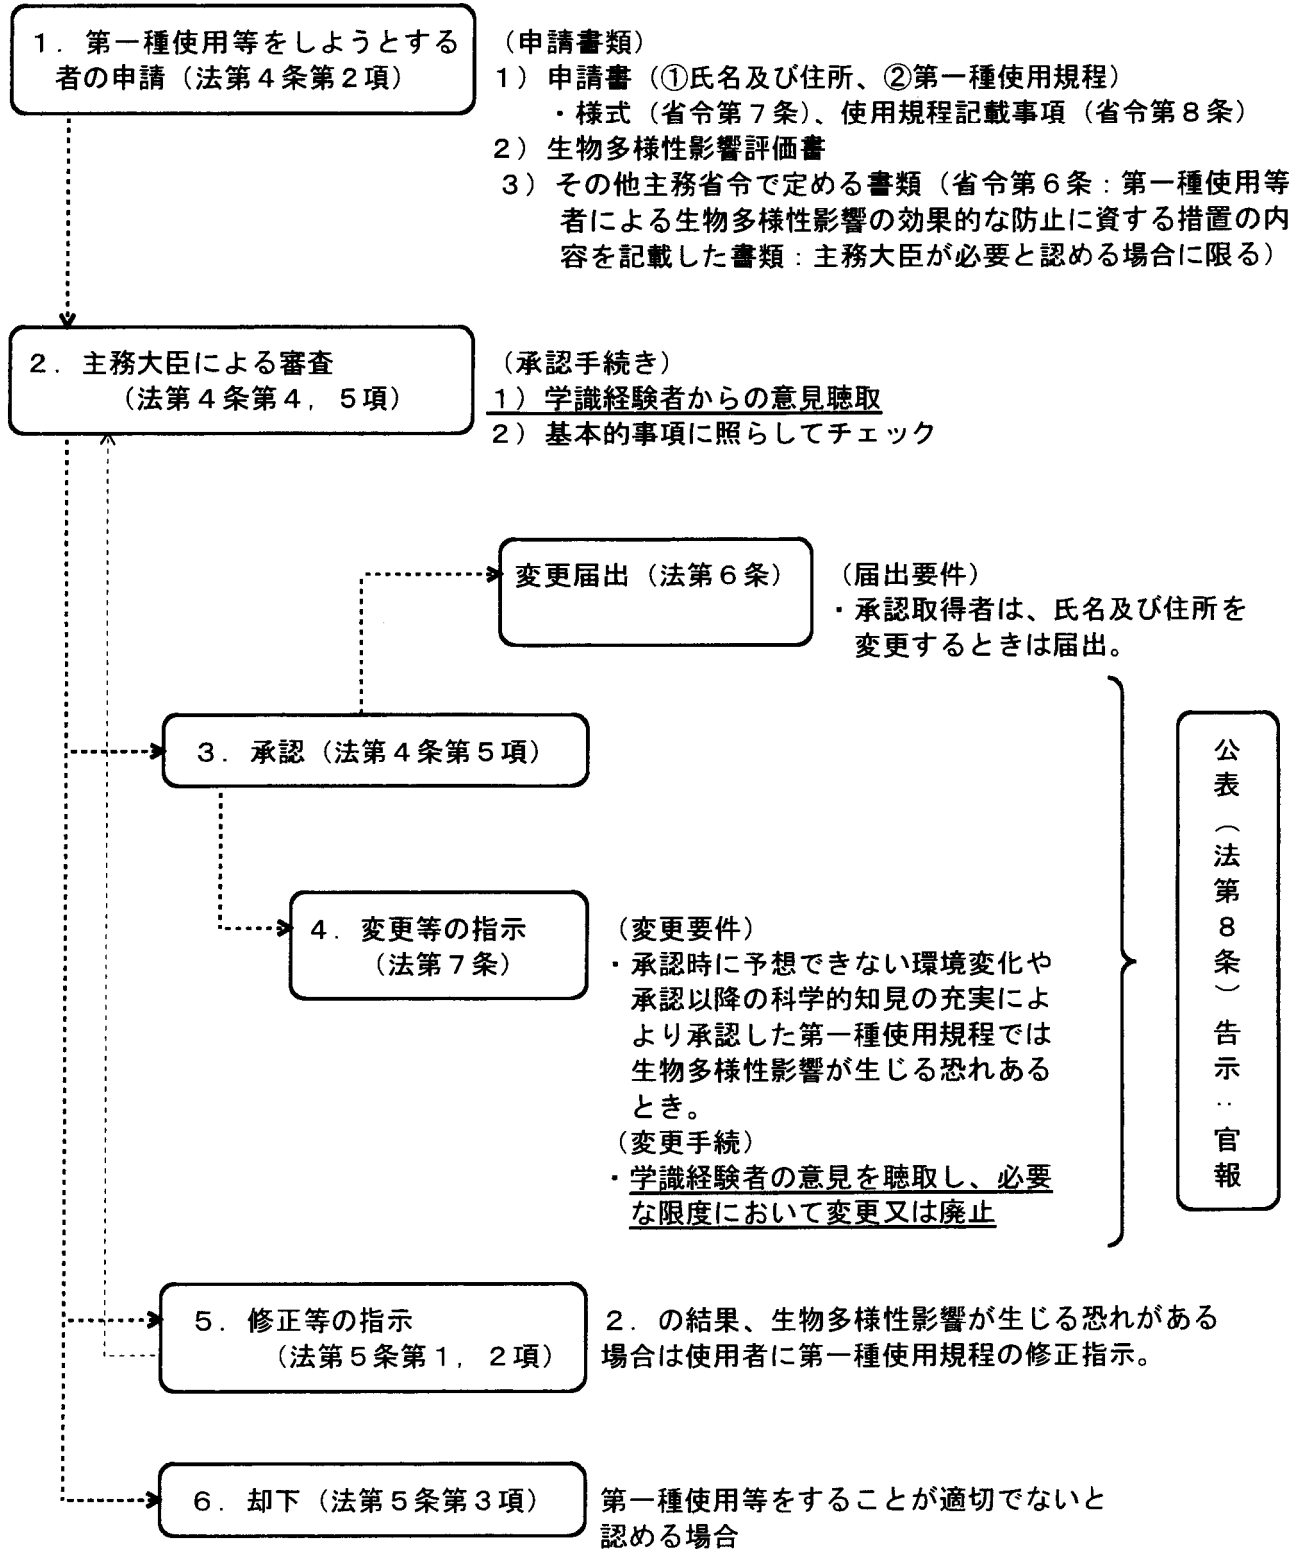 １．第一種使用等をしようとする
者の申請（法第４条第２項）
（申請書類）
１）申請書（①氏名及び住所、②第一種使用規程）
・様式（省令第７条）、使用規程記載事項（省令第８条）
２）生物多様性影響評価書
３）その他主務省令で定める書類（省令第６条：第一種使用等
者による生物多様性影響の効果的な防止に資する措置の内
容を記載した書類：主務大臣が必要と認める場合に限る）
２．主務大臣による審査
（法第４条第４，５項）
（承認手続き）
１）学識経験者からの意見聴取
２）基本的事項に照らしてチェック
変更届出（法第６条）
（届出要件）
・承認取得者は、氏名及び住所を
変更するときは届出。
３．承認（法第４条第５項）
４．変更等の指示
（法第７条）
（変更要件）
・承認時に予想できない環境変化や
承認以降の科学的知見の充実によ
より承認した第一種使用規程では
生物多様性影響が生じる恐れある
とき。
（変更手続）
・学識経験者の意見を聴取し、必要
な限度において変更又は廃止
公表（法第８条）告示：官報
５．修正等の指示
（法第５条第１，２項）
２．の結果、生物多様性影響が生じる恐れがある
場合は使用者に第一種使用規程の修正指示。
６．却下（法第５条第３項）
第一種使用等をすることが適切でないと
認める場合